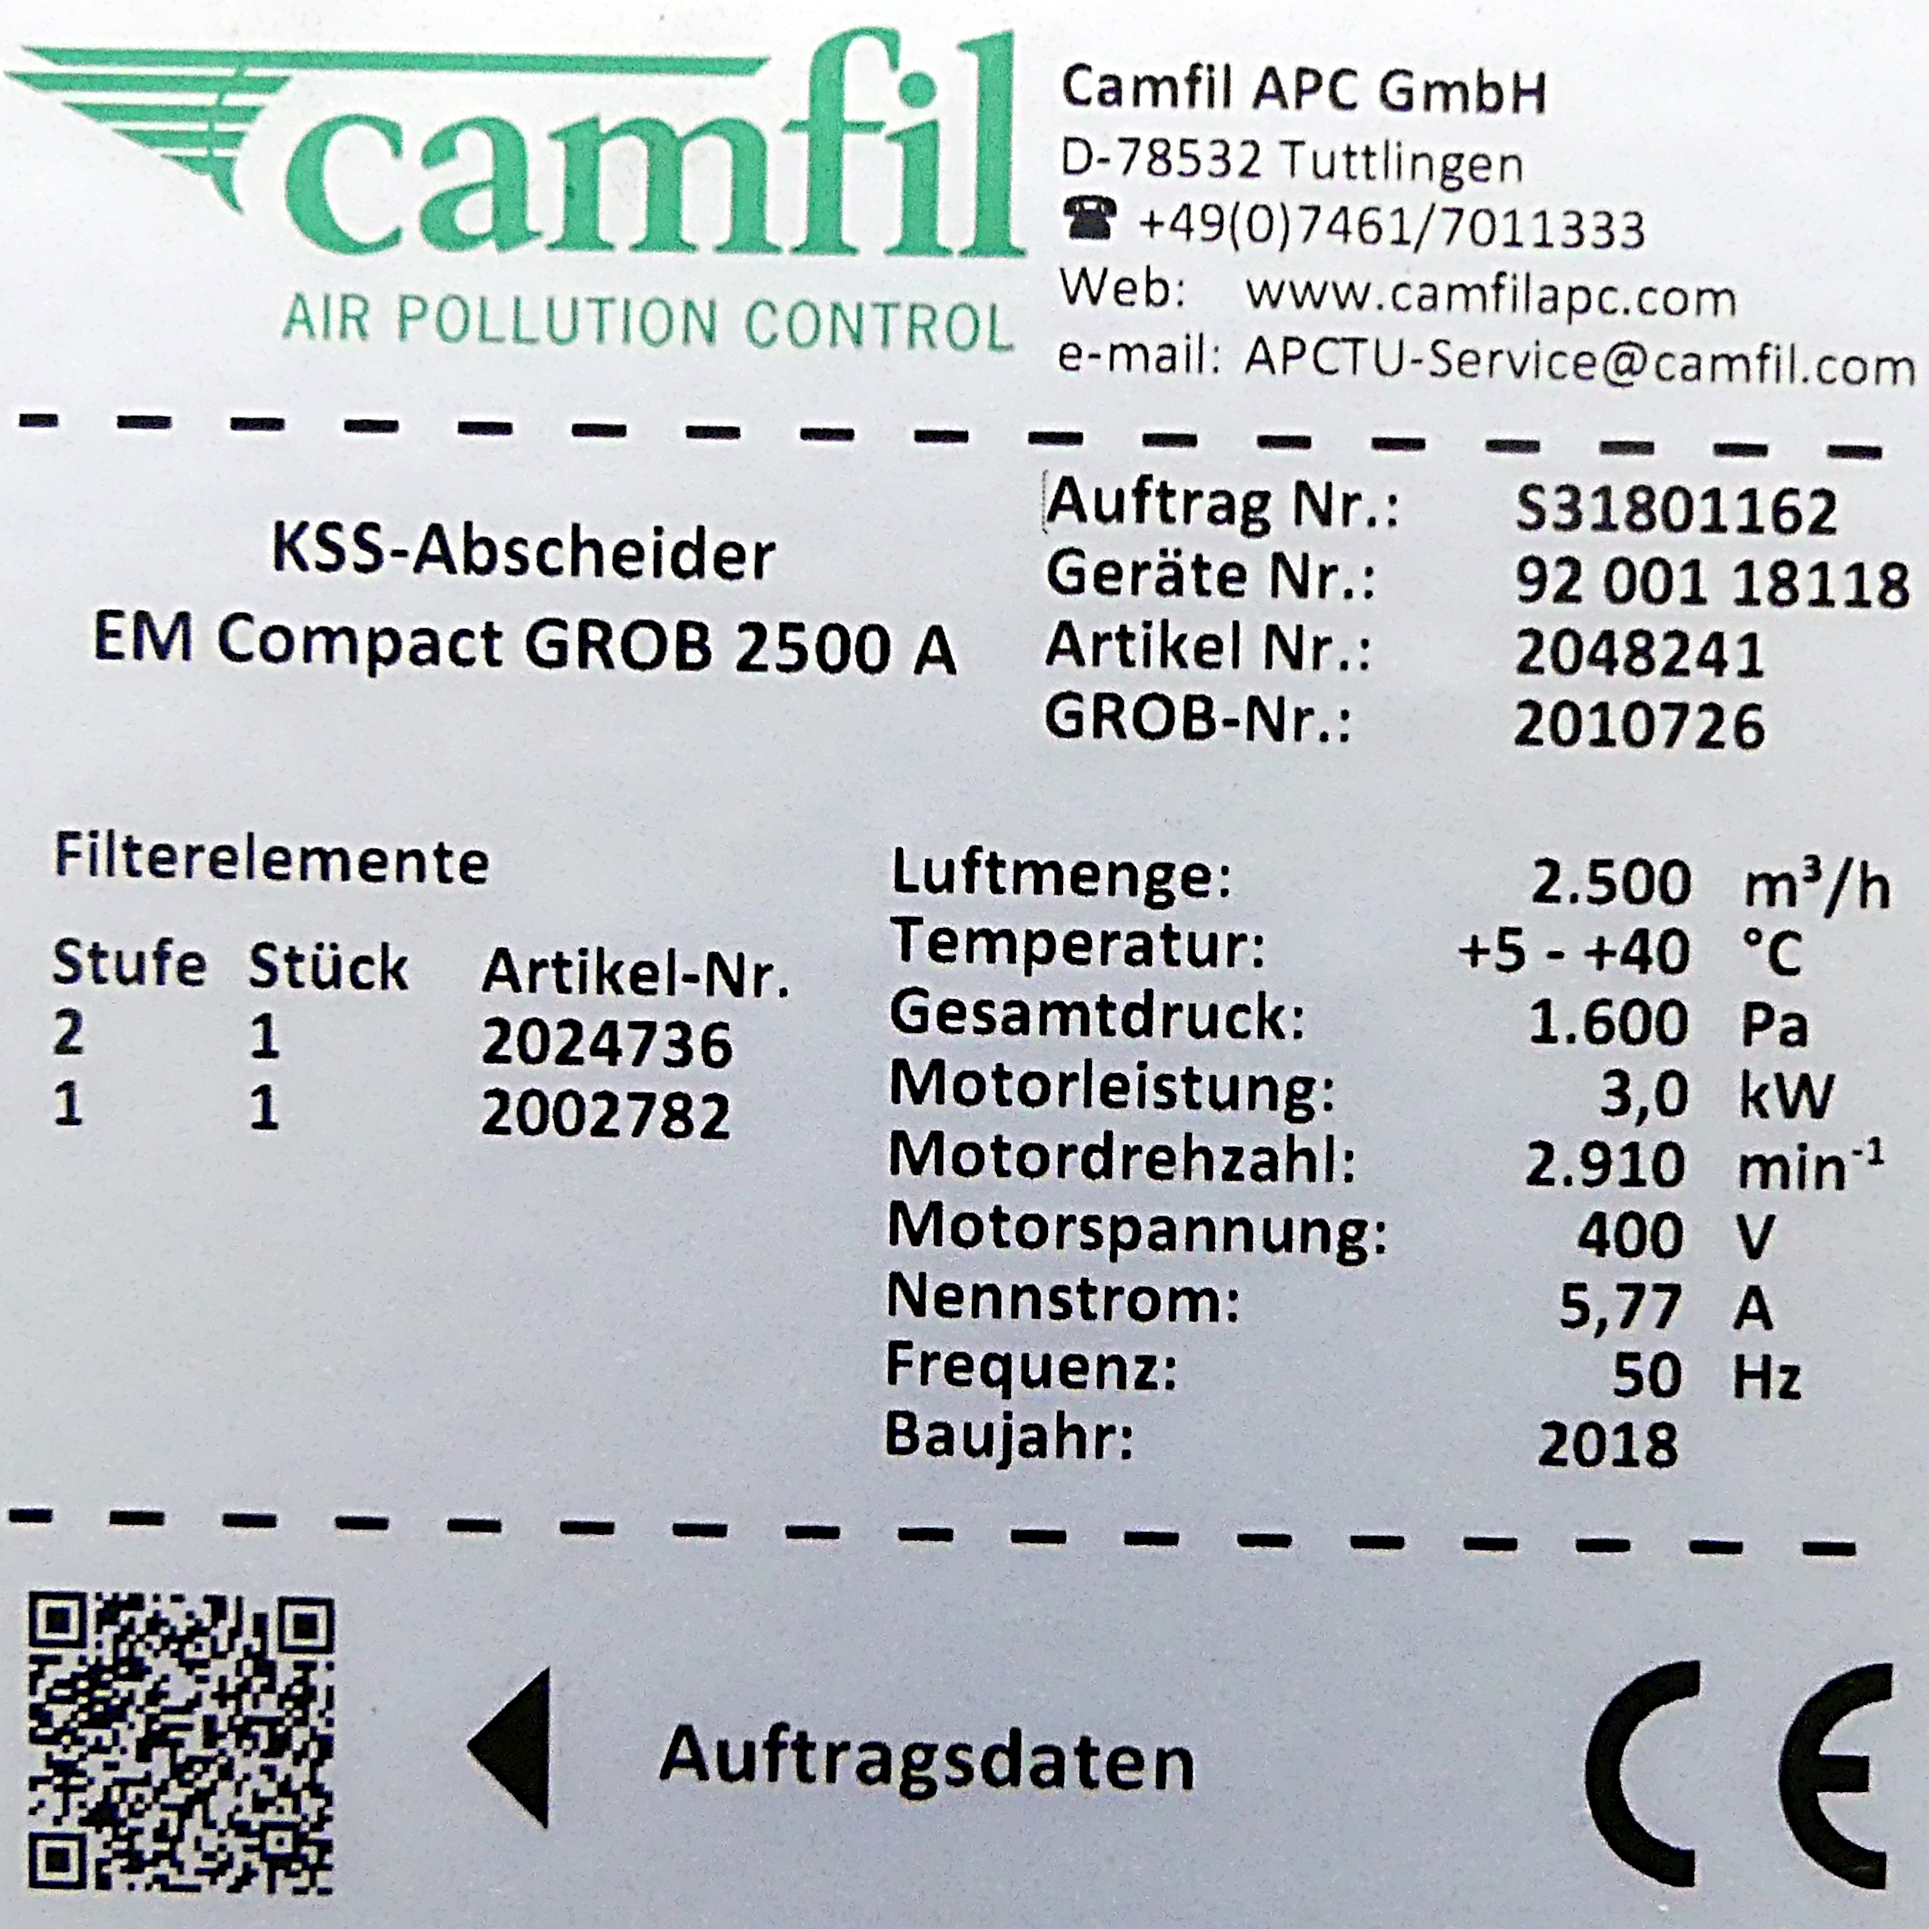 camfil
AIR POLLUTION CONTROL
Camfil APC GmbH
D-78532 Tuttlingen
☎ +49(0)7461/7011333
Web: www.camfilapc.com
e-mail: APCTU-Service@camfil.com
KSS-Abscheider
EM Compact GROB 2500 A
Auftrag Nr.: S31801162
Geräte Nr.: 92 001 18118
Artikel Nr.: 2048241
GROB-Nr.: 2010726
Filterelemente
Stufe Stück Artikel-Nr.
2 1 2024736
1 1 2002782
Luftmenge: 2.500 m³/h
Temperatur: +5 - +40 °C
Gesamtdruck: 1.600 Pa
Motorleistung: 3,0 kW
Motordrehzahl: 2.910 min⁻¹
Motorspannung: 400 V
Nennstrom: 5,77 A
Frequenz: 50 Hz
Baujahr: 2018
Auftragsdaten
CE